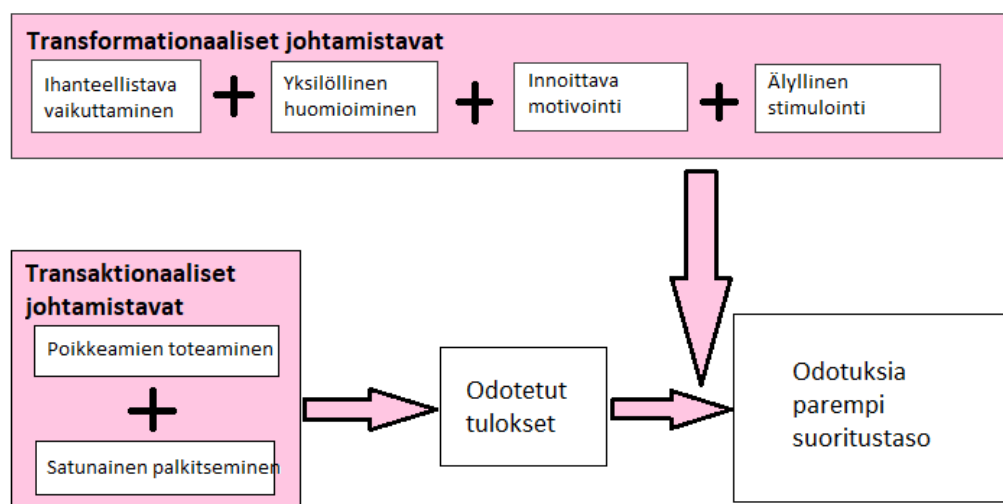 Transformationaaliset johtamistavat
Ihanteellistava
vaikuttaminen
Yksilöllinen
huomioiminen
Innoittava
motivointi
Älyllinen
stimulointi
Transaktionaaliset
johtamistavat
Poikkeamien toteaminen
Satunainen palkitseminen
Odotetut
tulokset
Odotuksia
parempi
suoritustaso